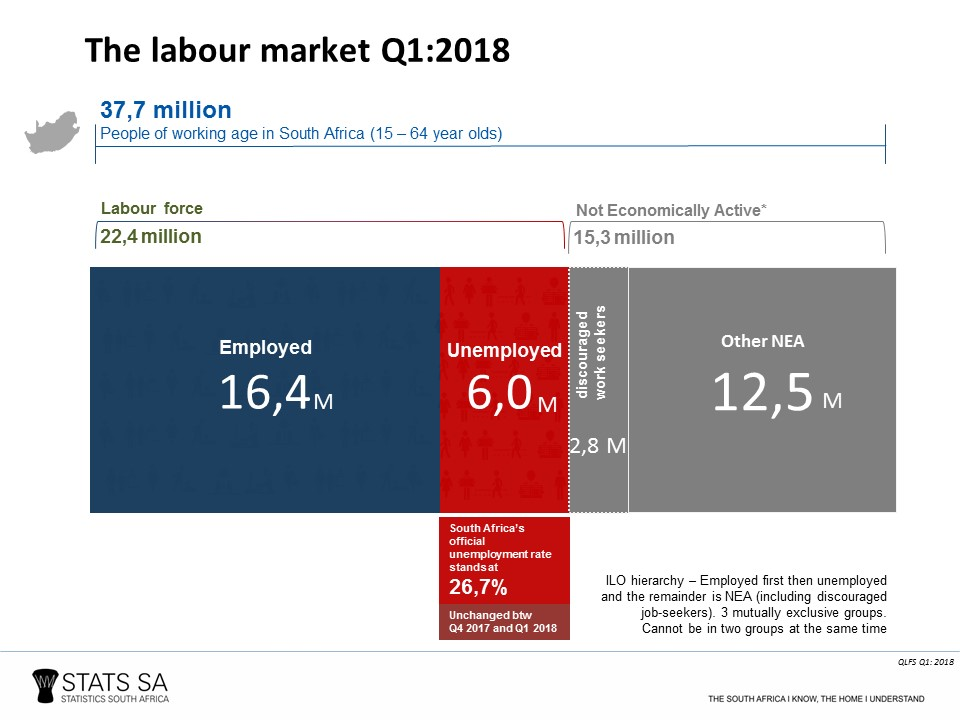 The labour market Q1:2018
37,7 million
People of working age in South Africa (15 – 64 year olds)
Labour force
22,4 million
Not Economically Active*
15,3 million
Employed
16,4 M
Unemployed
6,0 M
discouraged
work seekers
2,8 M
Other NEA
12,5 M
South Africa's
official
unemployment rate
stands at
26,7%
Unchanged btw
Q4 2017 and Q1 2018
ILO hierarchy – Employed first then unemployed
and the remainder is NEA (including discouraged
job-seekers). 3 mutually exclusive groups.
Cannot be in two groups at the same time
QLFS Q1: 2018
STATS SA
STATISTICS SOUTH AFRICA
THE SOUTH AFRICA I KNOW, THE HOME I UNDERSTAND